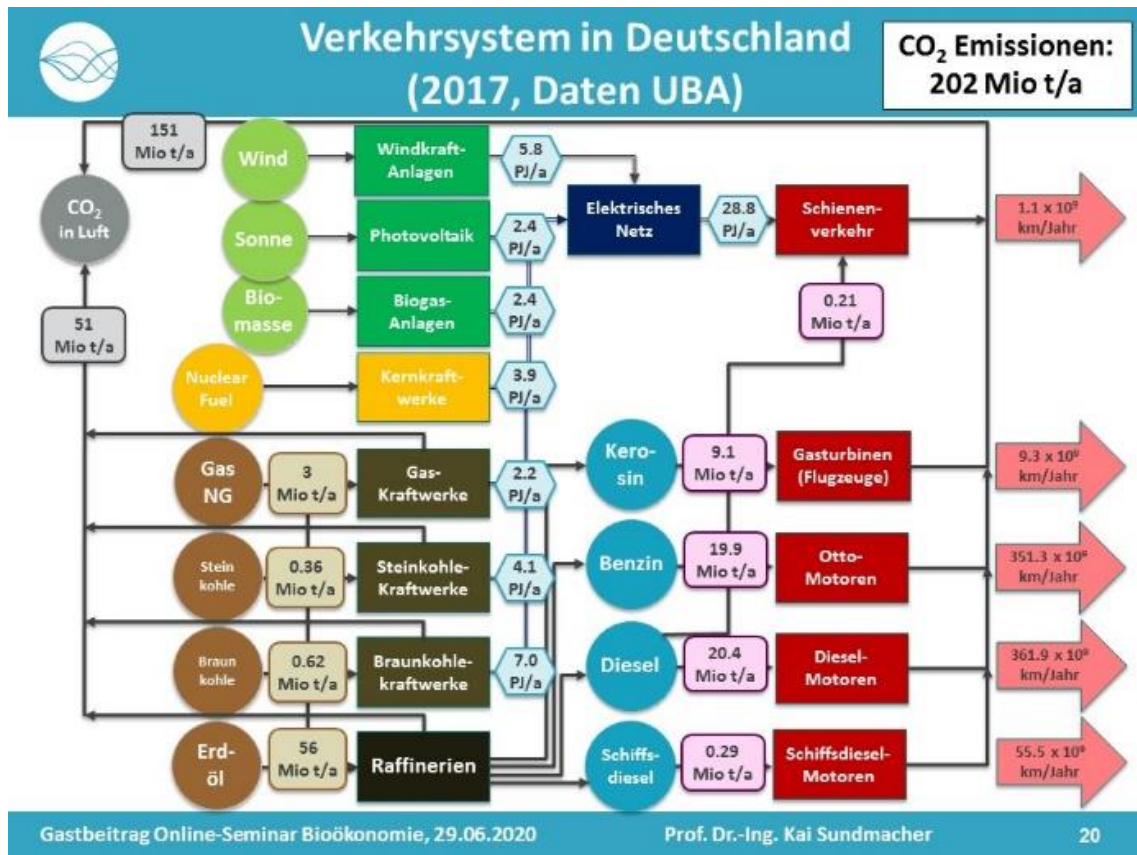 Verkehrsystem in Deutschland
(2017, Daten UBA)
CO₂ Emissionen:
202 Mio t/a
151
Mio t/a
Wind
Windkraft-
Anlagen
5.8
PJ/a
CO₂
in Luft
Sonne
Photovoltaik
2.4
PJ/a
Elektrisches
Netz
28.8
PJ/a
Schienen-
verkehr
1.1 x 10⁹
km/Jahr
51
Mio t/a
Bio-
masse
Biogas-
Anlagen
2.4
PJ/a
0.21
Mio t/a
Nuclear
Fuel
Kernkraft-
werke
3.9
PJ/a
Gas
NG
3
Mio t/a
Gas-
Kraftwerke
2.2
PJ/a
Kero-
sin
9.1
Mio t/a
Gasturbinen
(Flugzeuge)
9.3 x 10⁹
km/Jahr
Stein
kohle
0.36
Mio t/a
Steinkohle-
Kraftwerke
4.1
PJ/a
Benzin
19.9
Mio t/a
Otto-
Motoren
351.3 x 10⁹
km/Jahr
Braun
kohle
0.62
Mio t/a
Braunkohle-
kraftwerke
7.0
PJ/a
Diesel
20.4
Mio t/a
Diesel-
Motoren
361.9 x 10⁹
km/Jahr
Erd-
öl
56
Mio t/a
Raffinerien
Schiffs-
diesel
0.29
Mio t/a
Schiffsdiesel-
Motoren
55.5 x 10⁹
km/Jahr
Gastbeitrag Online-Seminar Bioökonomie, 29.06.2020
Prof. Dr.-Ing. Kai Sundmacher
20